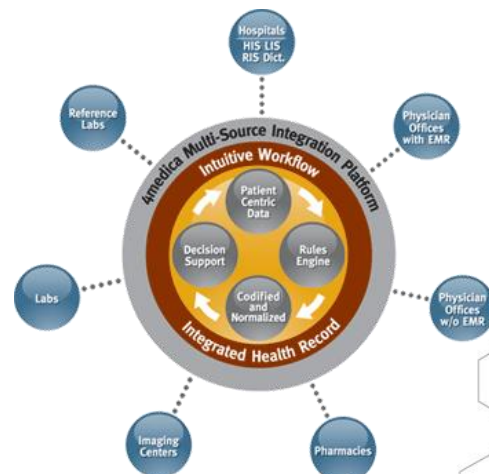 Hospitals
HIS LIS
RIS Dict.
Reference
Labs
Physician
Offices
with EMR
4medica Multi-Source Integration Platform
Intuitive Workflow
Patient
Centric
Data
Decision
Support
Rules
Engine
Codified
and
Normalized
Integrated Health Record
Labs
Physician
Offices
w/o EMR
Imaging
Centers
Pharmacies